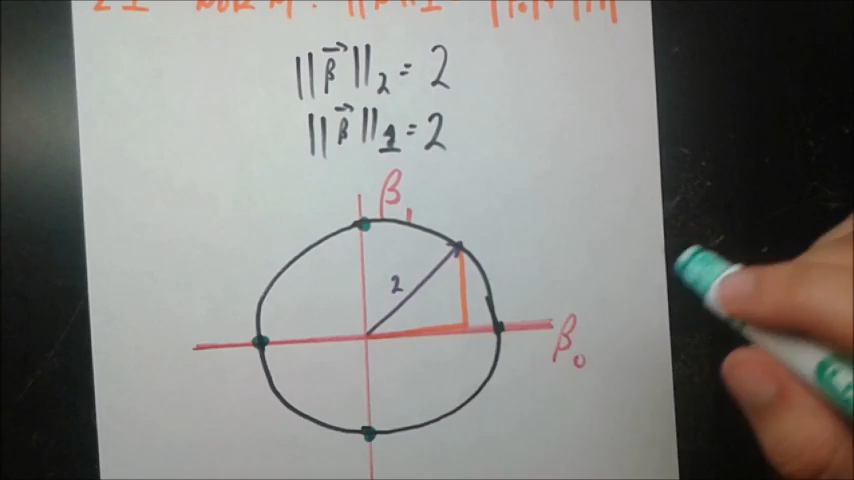 ||β⃗||₂ = 2
||β⃗||₁ = 2
β₁
2
β₀